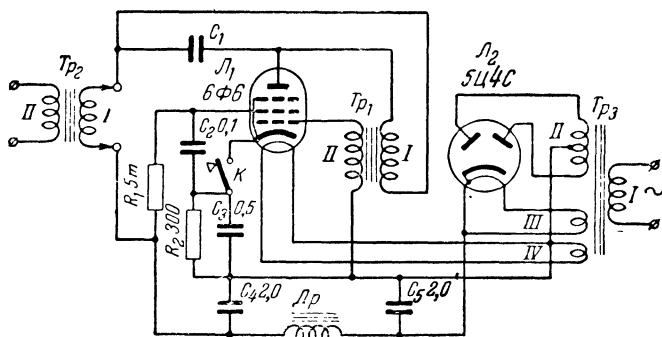 C₁
Л₁
6Ф6
Л₂
5Ц4С
Тр₂
II
I
C₂ 0,1
K
R₁ 5т
R₂ 300
C₃ 0,5
Тр₁
II
I
Тр₃
II
I ~
III
IV
C₄ 2,0
Др
C₅ 2,0